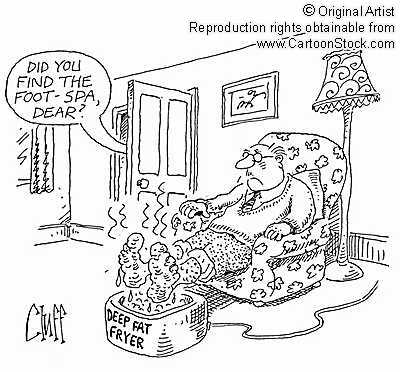 © Original Artist
Reproduction rights obtainable from
www.CartoonStock.com
DID YOU
FIND THE
FOOT-SPA,
DEAR?
DEEP FAT
FRYER
Cluff